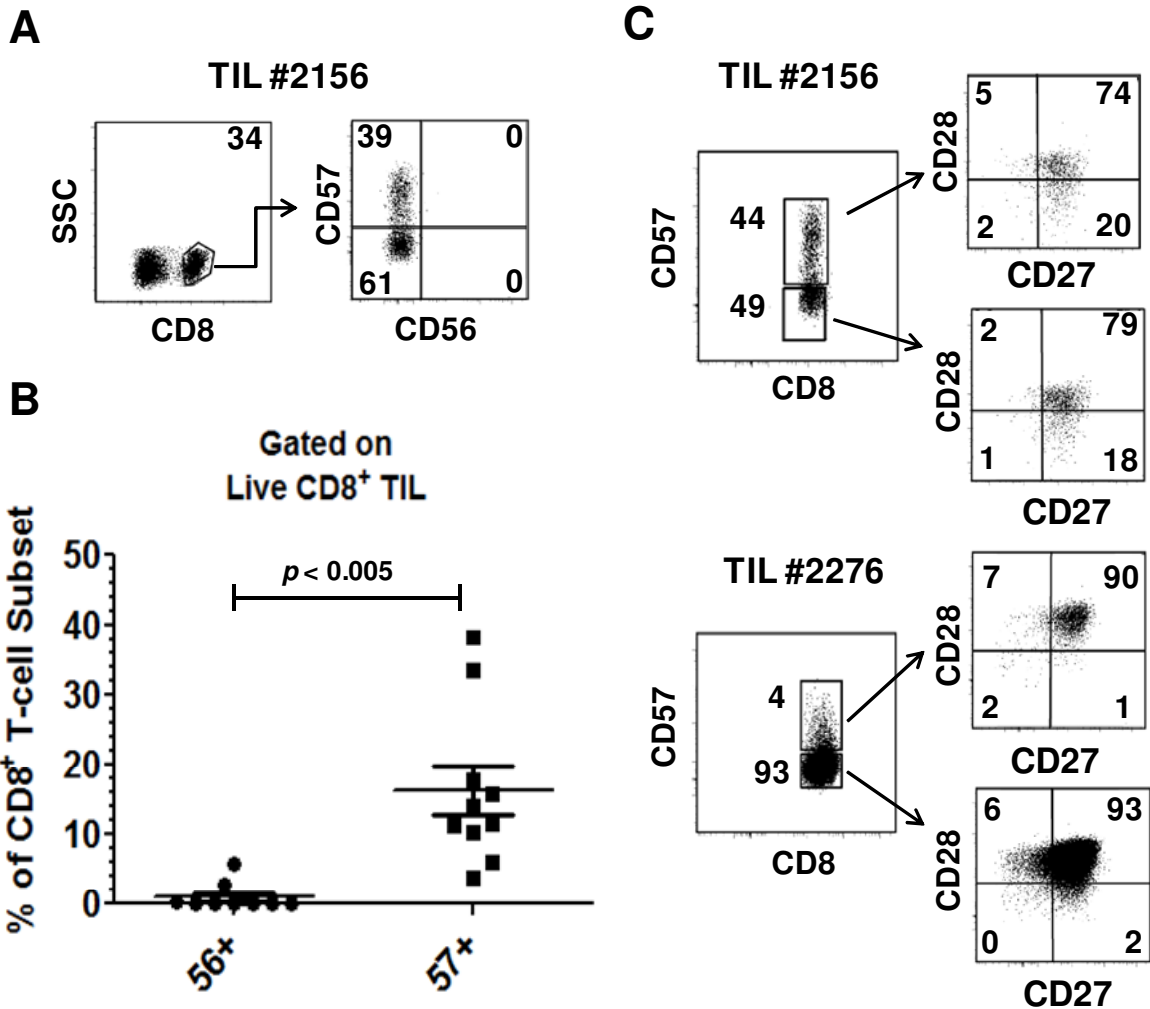 A
TIL #2156
34
SSC
CD8
39
0
CD57
61
0
CD56
B
Gated on
Live CD8⁺ TIL
p < 0.005
% of CD8⁺ T-cell Subset
50
40
30
20
10
0
56+
57+
C
TIL #2156
44
49
CD57
CD8
5
74
CD28
2
20
CD27
2
79
CD28
1
18
CD27
TIL #2276
4
93
CD57
CD8
7
90
CD28
2
1
CD27
6
93
CD28
0
2
CD27